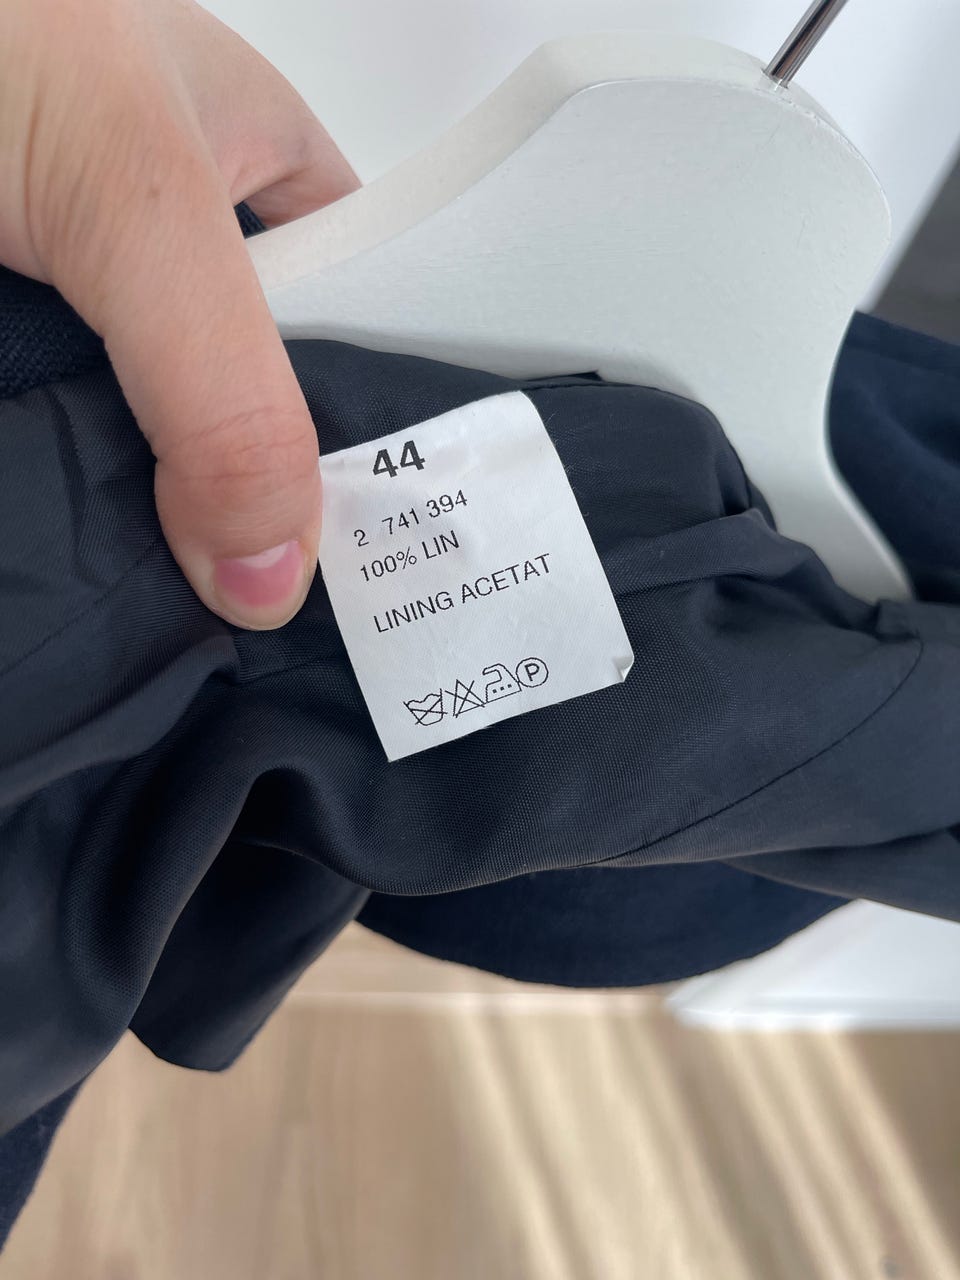 44
2 741 394
100% LIN
LINING ACETAT
P